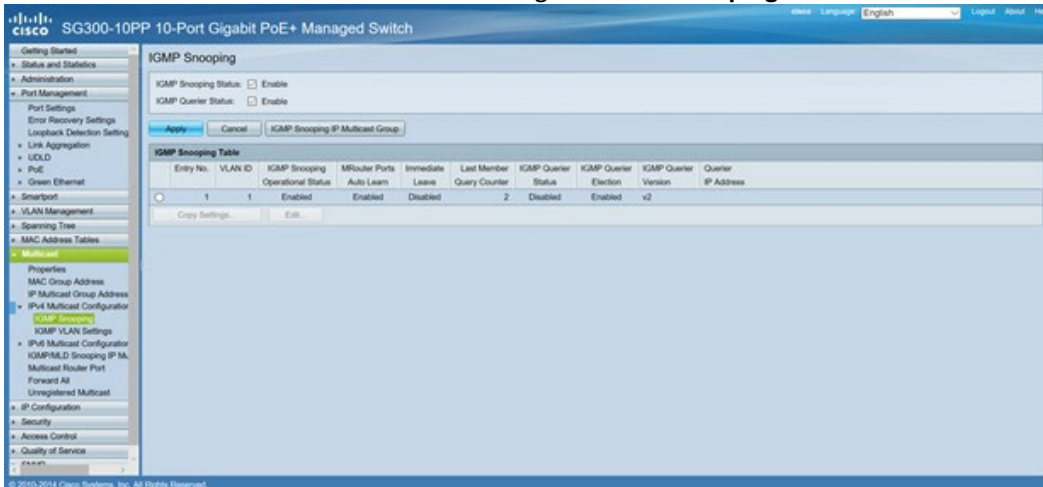 cisco Language: English Logout About
CISCO SG300-10PP 10-Port Gigabit PoE+ Managed Switch
Getting Started
Status and Statistics
Administration
Port Management
Port Settings
Error Recovery Settings
Loopback Detection Setting
Link Aggregation
UDLD
PoE
Green Ethernet
Smartport
VLAN Management
Spanning Tree
MAC Address Tables
Multicast
Properties
MAC Group Address
IP Multicast Group Address
IPv4 Multicast Configuration
IGMP Snooping
IGMP VLAN Settings
IPv6 Multicast Configuration
IGMP/MLD Snooping IP Mu
Multicast Router Port
Forward All
Unregistered Multicast
IP Configuration
Security
Access Control
Quality of Service
IGMP Snooping
IGMP Snooping Status: Enable
IGMP Querier Status: Enable
Apply Cancel IGMP Snooping IP Multicast Group
IGMP Snooping Table
Entry No. VLAN ID IGMP Snooping MRouter Ports Immediate Last Member IGMP Querier IGMP Querier IGMP Querier Querier
Operational Status Auto Learn Leave Query Counter Status Election Version IP Address
1 1 Enabled Enabled Disabled 2 Disabled Enabled v2
Copy Settings... Edit...
© 2010-2014 Cisco Systems, Inc. All Rights Reserved.